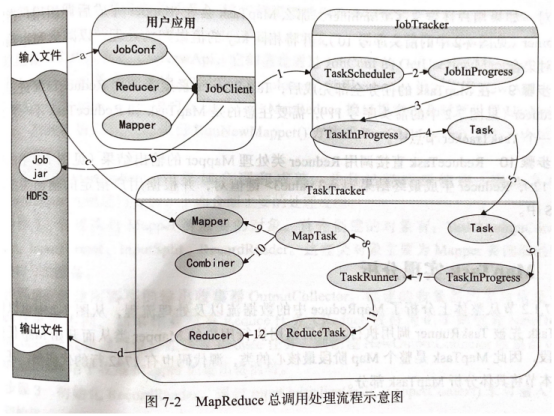 用户应用
JobTracker
输入文件
a
JobConf
Reducer
Mapper
JobClient
1
TaskScheduler
2
JobInProgress
3
TaskInProgress
4
Task
b
c
Job
jar
HDFS
5
TaskTracker
Mapper
9
MapTask
Task
Combiner
10
8
6
TaskRunner
7
TaskInProgress
11
输出文件
d
Reducer
12
ReduceTask
图 7-2 MapReduce 总调用处理流程示意图